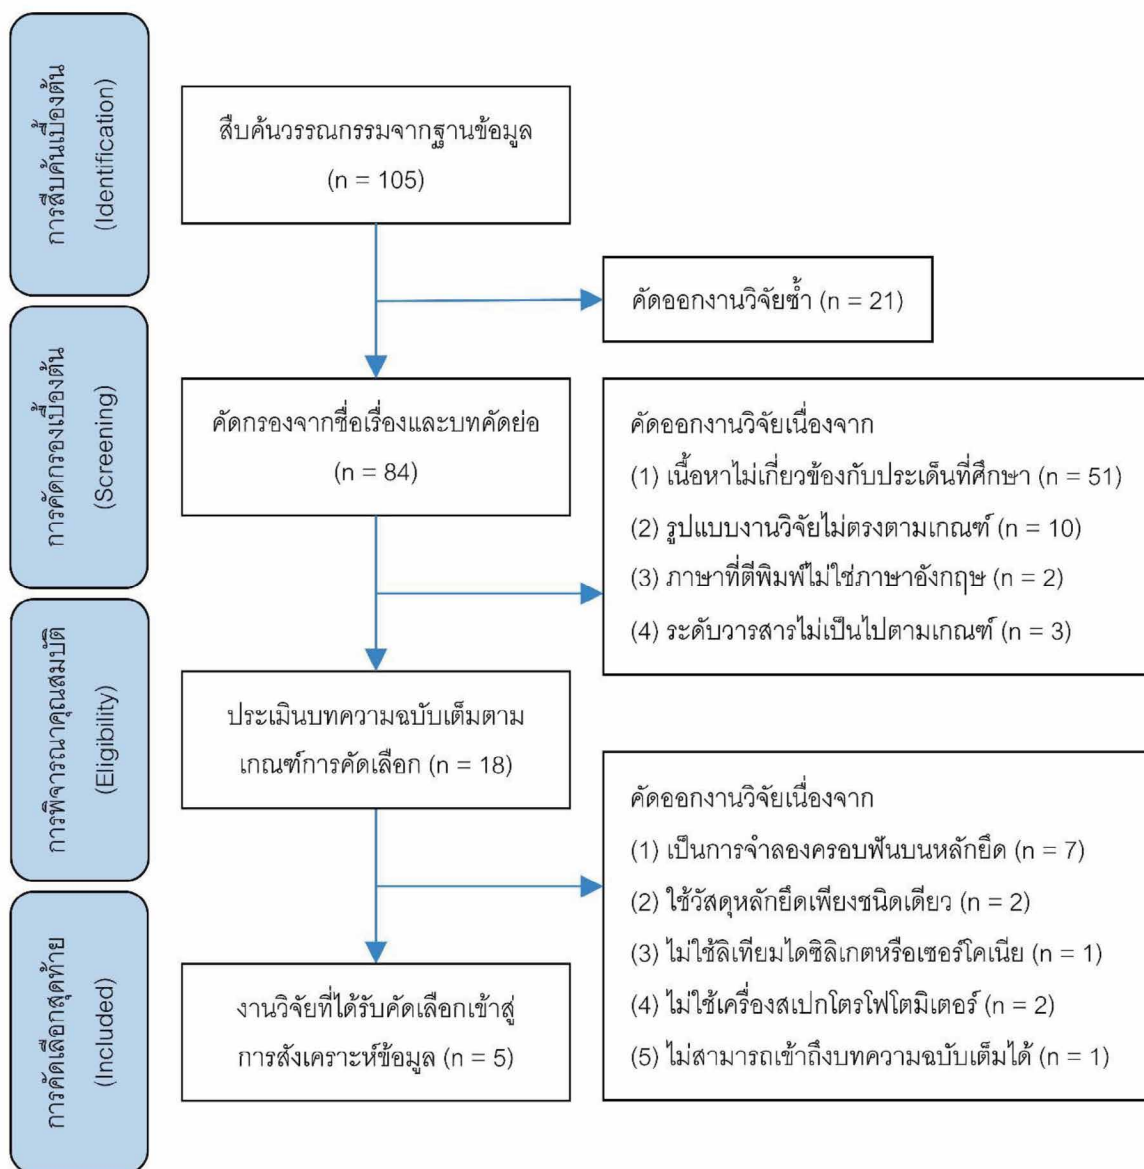 การสืบค้นเบื้องต้น
(Identification)
สืบค้นวรรณกรรมจากฐานข้อมูล
(n = 105)
คัดออกงานวิจัยซ้ำ (n = 21)
การคัดกรองเบื้องต้น
(Screening)
คัดกรองจากชื่อเรื่องและบทคัดย่อ
(n = 84)
คัดออกงานวิจัยเนื่องจาก
(1) เนื้อหาไม่เกี่ยวข้องกับประเด็นที่ศึกษา (n = 51)
(2) รูปแบบงานวิจัยไม่ตรงตามเกณฑ์ (n = 10)
(3) ภาษาที่ตีพิมพ์ไม่ใช่ภาษาอังกฤษ (n = 2)
(4) ระดับวารสารไม่เป็นไปตามเกณฑ์ (n = 3)
การพิจารณาคุณสมบัติ
(Eligibility)
ประเมินบทความฉบับเต็มตาม
เกณฑ์การคัดเลือก (n = 18)
คัดออกงานวิจัยเนื่องจาก
(1) เป็นการจำลองครอบฟันบนหลักยึด (n = 7)
(2) ใช้วัสดุหลักยึดเพียงชนิดเดียว (n = 2)
(3) ไม่ใช้ลิเทียมไดซิลิเกตหรือเซอร์โคเนีย (n = 1)
(4) ไม่ใช้เครื่องสเปกโตรโฟโตมิเตอร์ (n = 2)
(5) ไม่สามารถเข้าถึงบทความฉบับเต็มได้ (n = 1)
การคัดเลือกสุดท้าย
(Included)
งานวิจัยที่ได้รับคัดเลือกเข้าสู่
การสังเคราะห์ข้อมูล (n = 5)